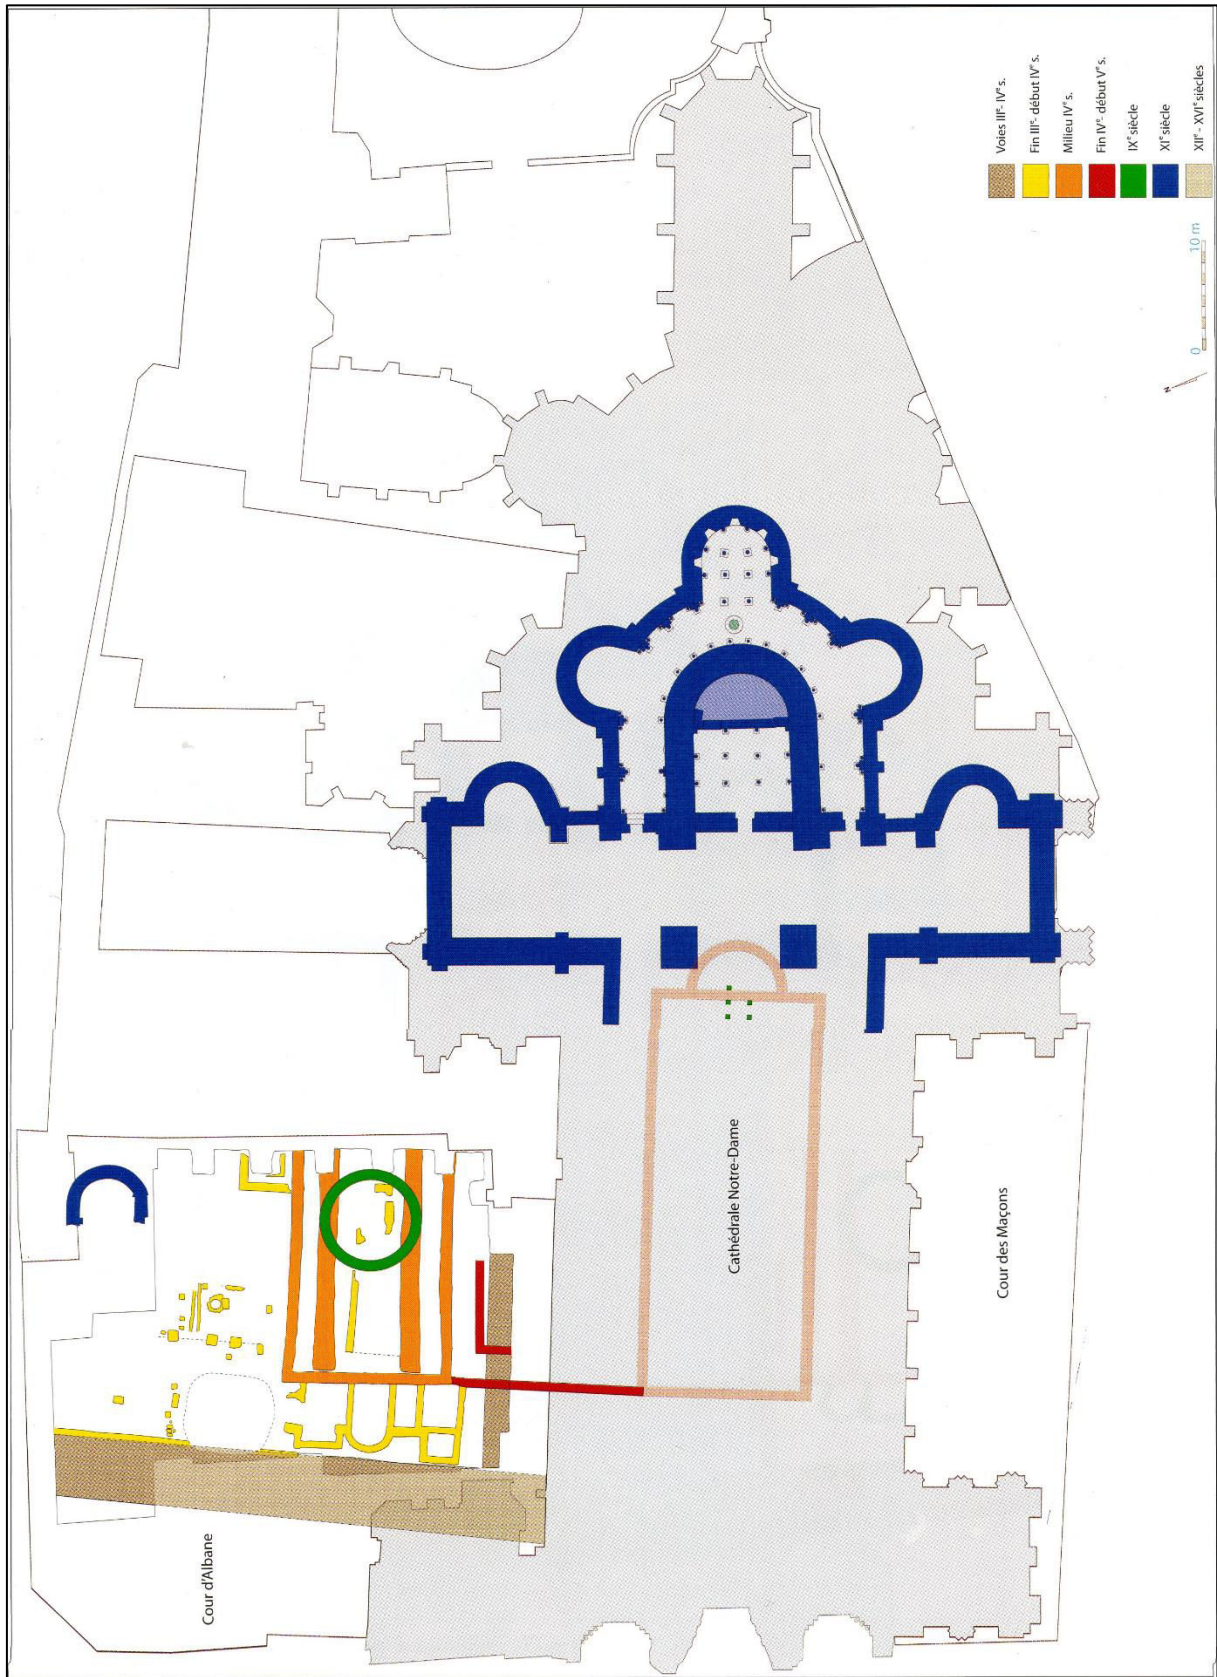 Voies IIIᵉ- IVᵉ s.
Fin IIIᵉ- début IVᵉ s.
Milieu IVᵉ s.
Fin IVᵉ- début Vᵉ s.
IXᵉ siècle
XIᵉ siècle
XIIᵉ - XVIᵉ siècles
0 10 m
N
Cour d'Albane
Cathédrale Notre-Dame
Cour des Maçons